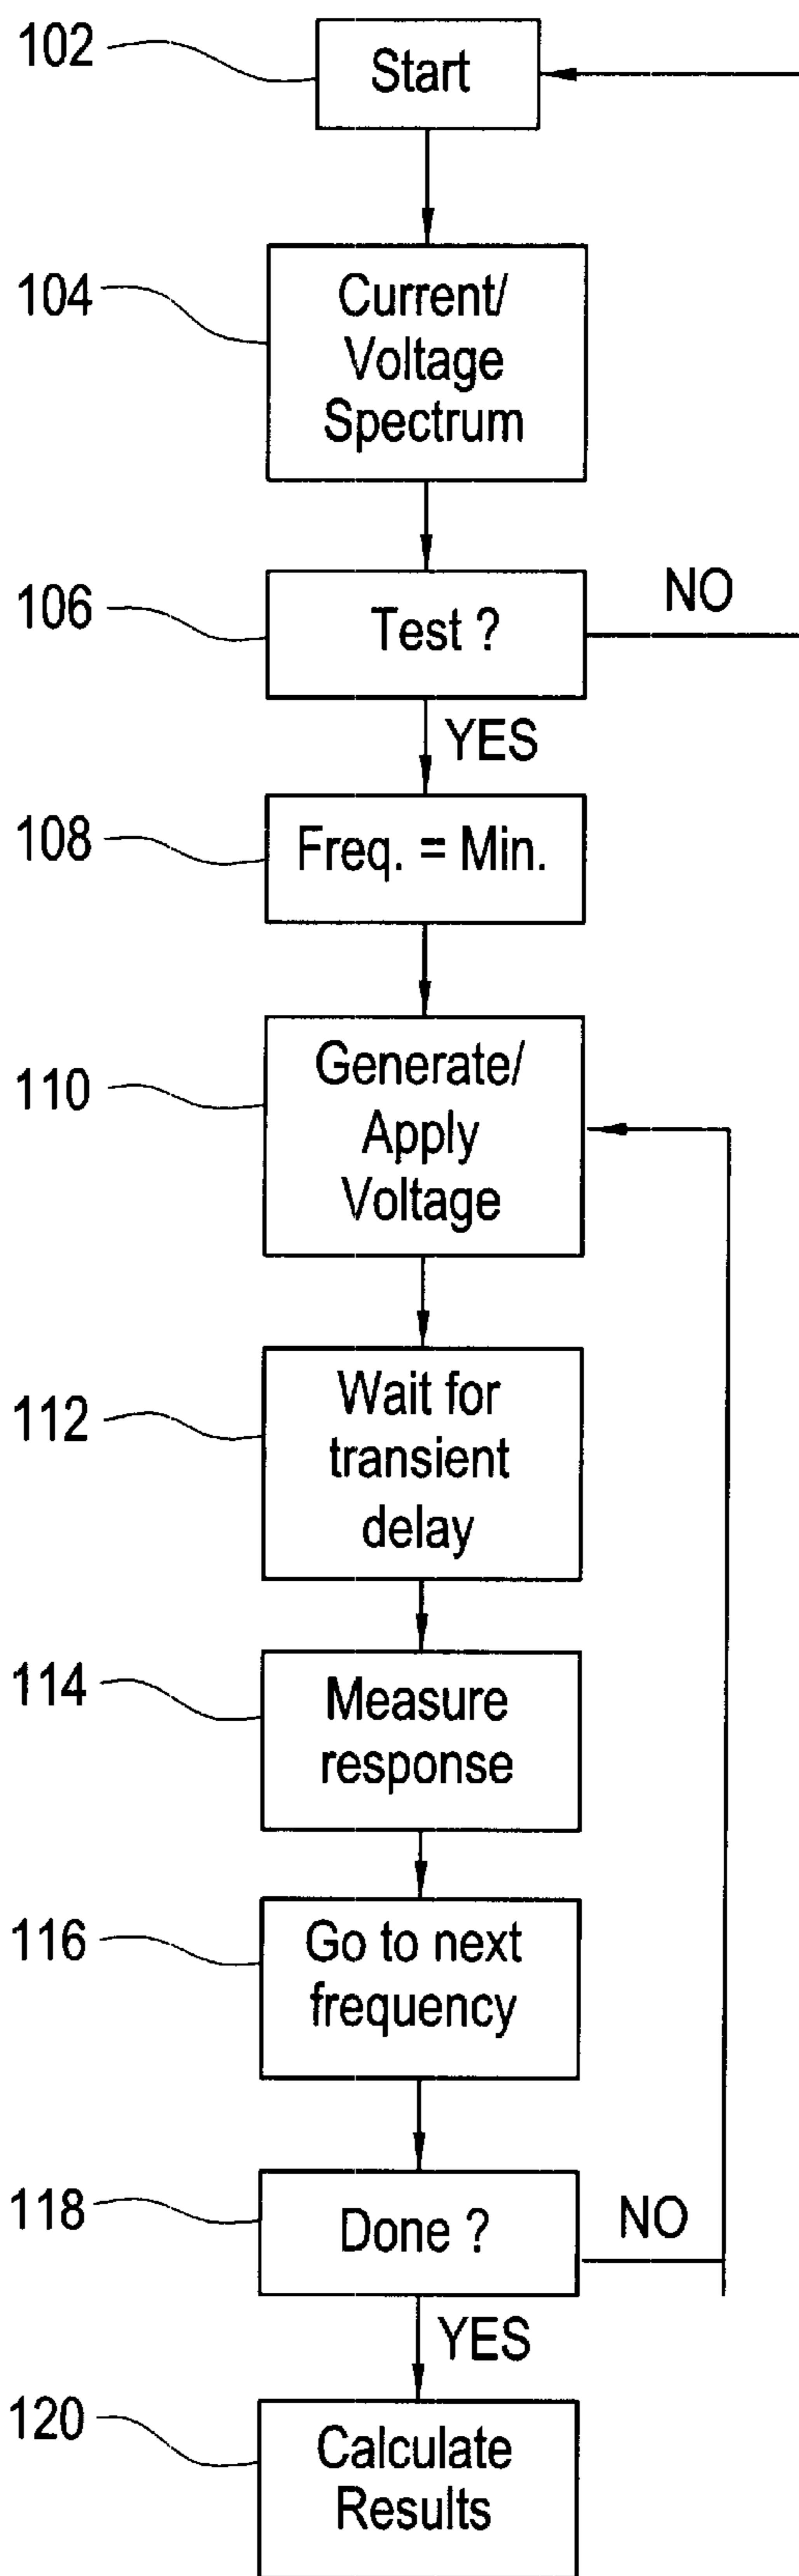 102
Start
104
Current/
Voltage
Spectrum
106
Test ?
NO
YES
108
Freq. = Min.
110
Generate/
Apply
Voltage
112
Wait for
transient
delay
114
Measure
response
116
Go to next
frequency
118
Done ?
NO
YES
120
Calculate
Results